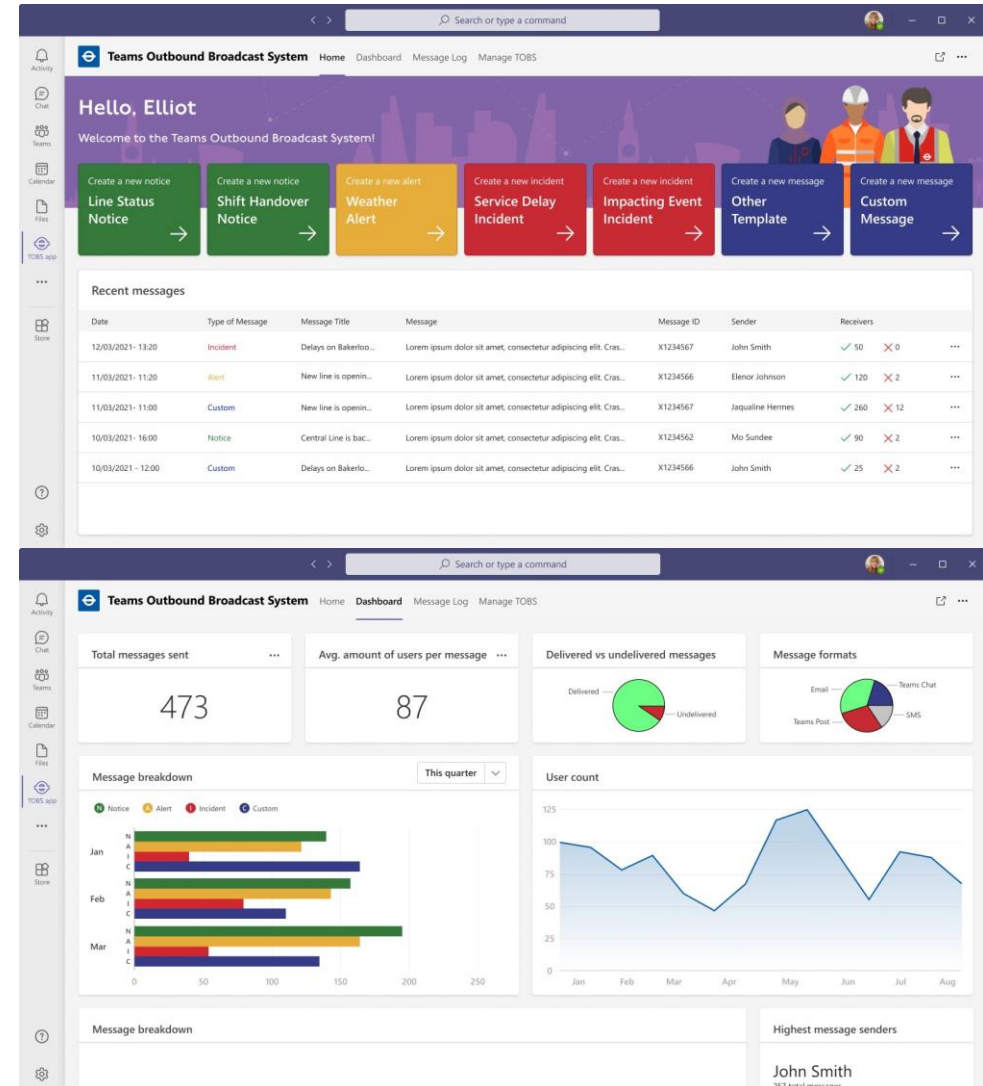 Search or type a command
Activity
Chat
Teams
Calendar
Files
TOBS app
Store
Teams Outbound Broadcast System Home Dashboard Message Log Manage TOBS
Hello, Elliot
Welcome to the Teams Outbound Broadcast System!
Create a new notice
Line Status
Notice
Create a new notice
Shift Handover
Notice
Create a new alert
Weather
Alert
Create a new incident
Service Delay
Incident
Create a new incident
Impacting Event
Incident
Create a new message
Other
Template
Create a new message
Custom
Message
Recent messages
Date Type of Message Message Title Message Message ID Sender Receivers
12/03/2021- 13:20 Incident Delays on Bakerloo... Lorem ipsum dolor sit amet, consectetur adipiscing elit. Cras... X1234567 John Smith 50 0
11/03/2021- 11:20 Alert New line is openin... Lorem ipsum dolor sit amet, consectetur adipiscing elit. Cras... X1234566 Elenor Johnson 120 2
11/03/2021- 11:00 Custom New line is openin... Lorem ipsum dolor sit amet, consectetur adipiscing elit. Cras... X1234567 Jaqualine Hermes 260 12
10/03/2021- 16:00 Notice Central Line is bac... Lorem ipsum dolor sit amet, consectetur adipiscing elit. Cras... X1234562 Mo Sundee 90 2
10/03/2021 - 12:00 Custom Delays on Bakerlo... Lorem ipsum dolor sit amet, consectetur adipiscing elit. Cras... X1234566 John Smith 25 2
Search or type a command
Activity
Chat
Teams
Calendar
Files
TOBS app
Store
Teams Outbound Broadcast System Home Dashboard Message Log Manage TOBS
Total messages sent
473
Avg. amount of users per message
87
Delivered vs undelivered messages
Delivered
Undelivered
Message formats
Email
Teams Chat
Teams Post
SMS
Message breakdown
This quarter
N Notice A Alert I Incident C Custom
Jan
N
A
I
C
Feb
N
A
I
C
Mar
N
A
I
C
0 50 100 150 200 250
User count
125
100
75
50
25
0
Jan Feb Mar Apr May Jun Jul Aug
Message breakdown
Highest message senders
John Smith